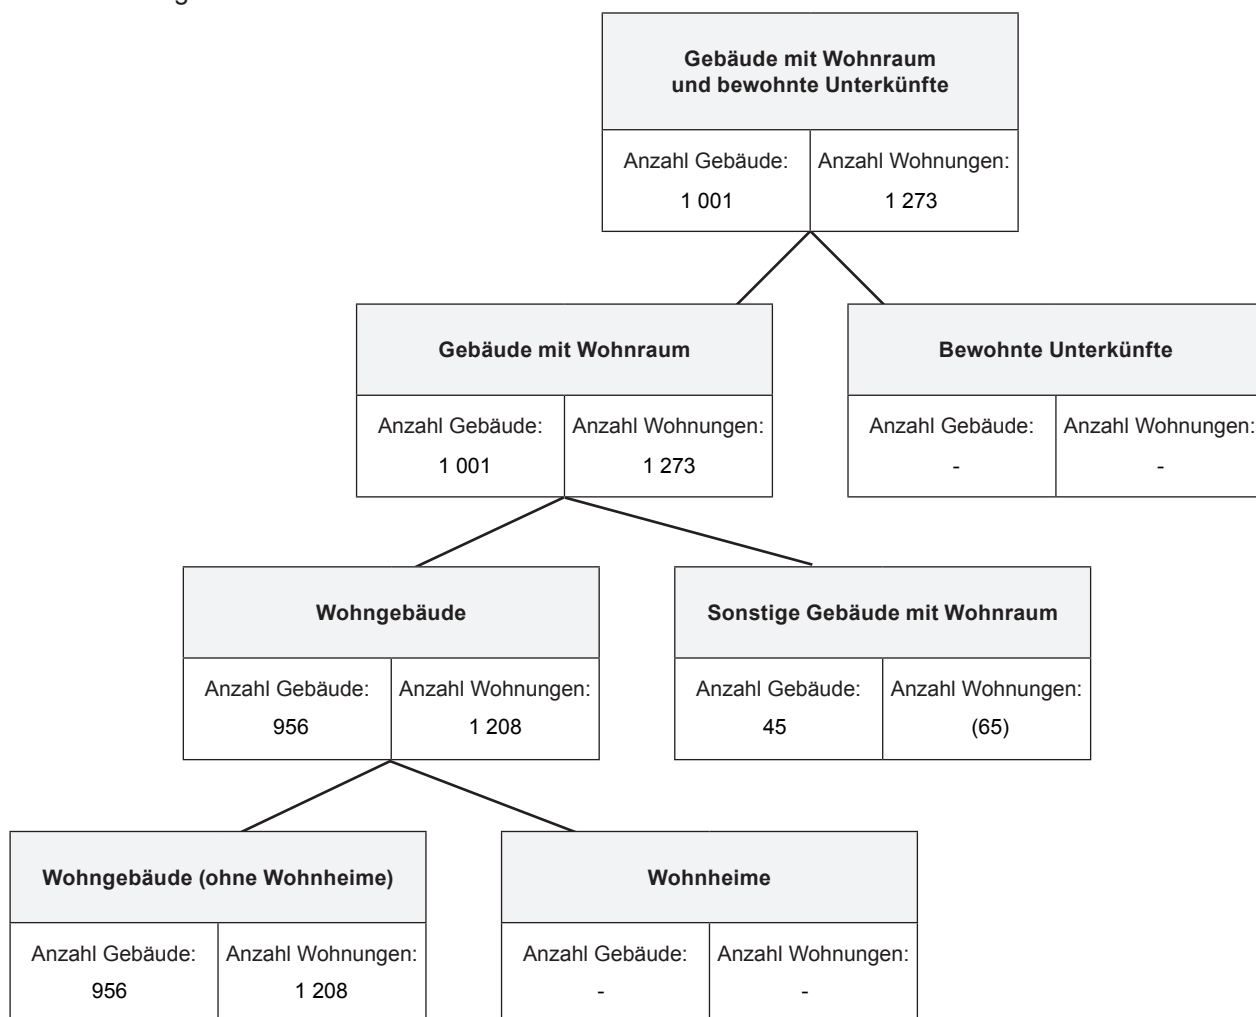 Gebäude mit Wohnraum
und bewohnte Unterkünfte
Anzahl Gebäude: Anzahl Wohnungen:
1 001 1 273
Gebäude mit Wohnraum Bewohnte Unterkünfte
Anzahl Gebäude: Anzahl Wohnungen: Anzahl Gebäude: Anzahl Wohnungen:
1 001 1 273 - -
Wohngebäude Sonstige Gebäude mit Wohnraum
Anzahl Gebäude: Anzahl Wohnungen: Anzahl Gebäude: Anzahl Wohnungen:
956 1 208 45 (65)
Wohngebäude (ohne Wohnheime) Wohnheime
Anzahl Gebäude: Anzahl Wohnungen: Anzahl Gebäude: Anzahl Wohnungen:
956 1 208 - -